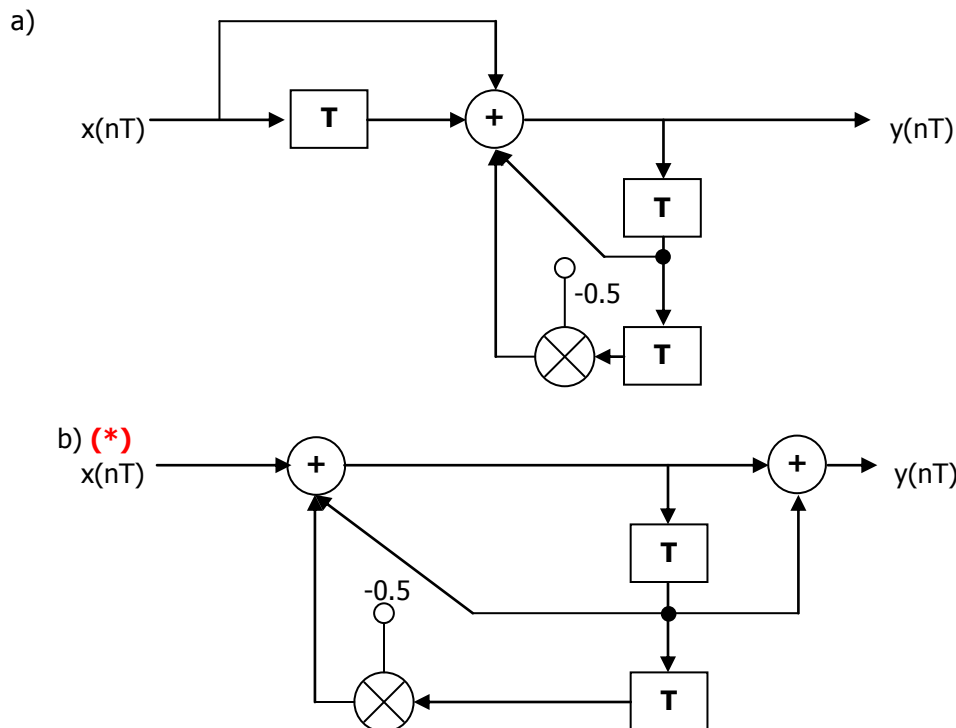 a)
x(nT) T + y(nT)
T
-0.5
T
b) (*)
x(nT) + + y(nT)
T
-0.5
T